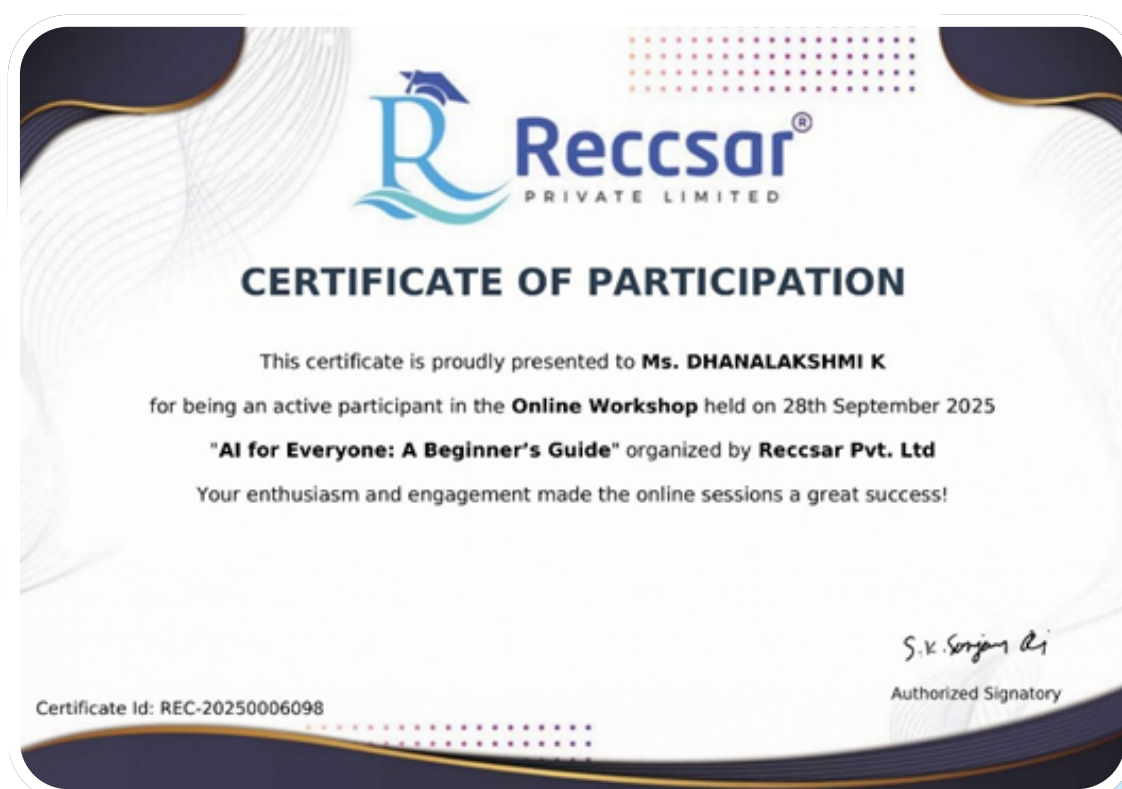 Reccsar®
PRIVATE LIMITED
CERTIFICATE OF PARTICIPATION
This certificate is proudly presented to Ms. DHANALAKSHMI K
for being an active participant in the Online Workshop held on 28th September 2025
"AI for Everyone: A Beginner’s Guide" organized by Reccsar Pvt. Ltd
Your enthusiasm and engagement made the online sessions a great success!
S.K.
Authorized Signatory
Certificate Id: REC-20250006098